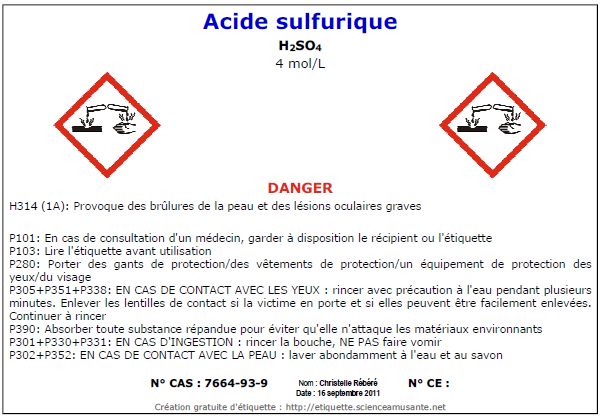 Acide sulfurique
H₂SO₄
4 mol/L
DANGER
H314 (1A): Provoque des brûlures de la peau et des lésions oculaires graves
P101: En cas de consultation d'un médecin, garder à disposition le récipient ou l'étiquette
P103: Lire l'étiquette avant utilisation
P280: Porter des gants de protection/des vêtements de protection/un équipement de protection des
yeux/du visage
P305+P351+P338: EN CAS DE CONTACT AVEC LES YEUX : rincer avec précaution à l'eau pendant plusieurs
minutes. Enlever les lentilles de contact si la victime en porte et si elles peuvent être facilement enlevées.
Continuer à rincer
P390: Absorber toute substance répandue pour éviter qu'elle n'attaque les matériaux environnants
P301+P330+P331: EN CAS D'INGESTION : rincer la bouche, NE PAS faire vomir
P302+P352: EN CAS DE CONTACT AVEC LA PEAU : laver abondamment à l'eau et au savon
N° CAS : 7664-93-9 Nom : Christelle Rébéré N° CE :
Date : 16 septembre 2011
Création gratuite d'étiquette : http://etiquette.scienceamusante.net